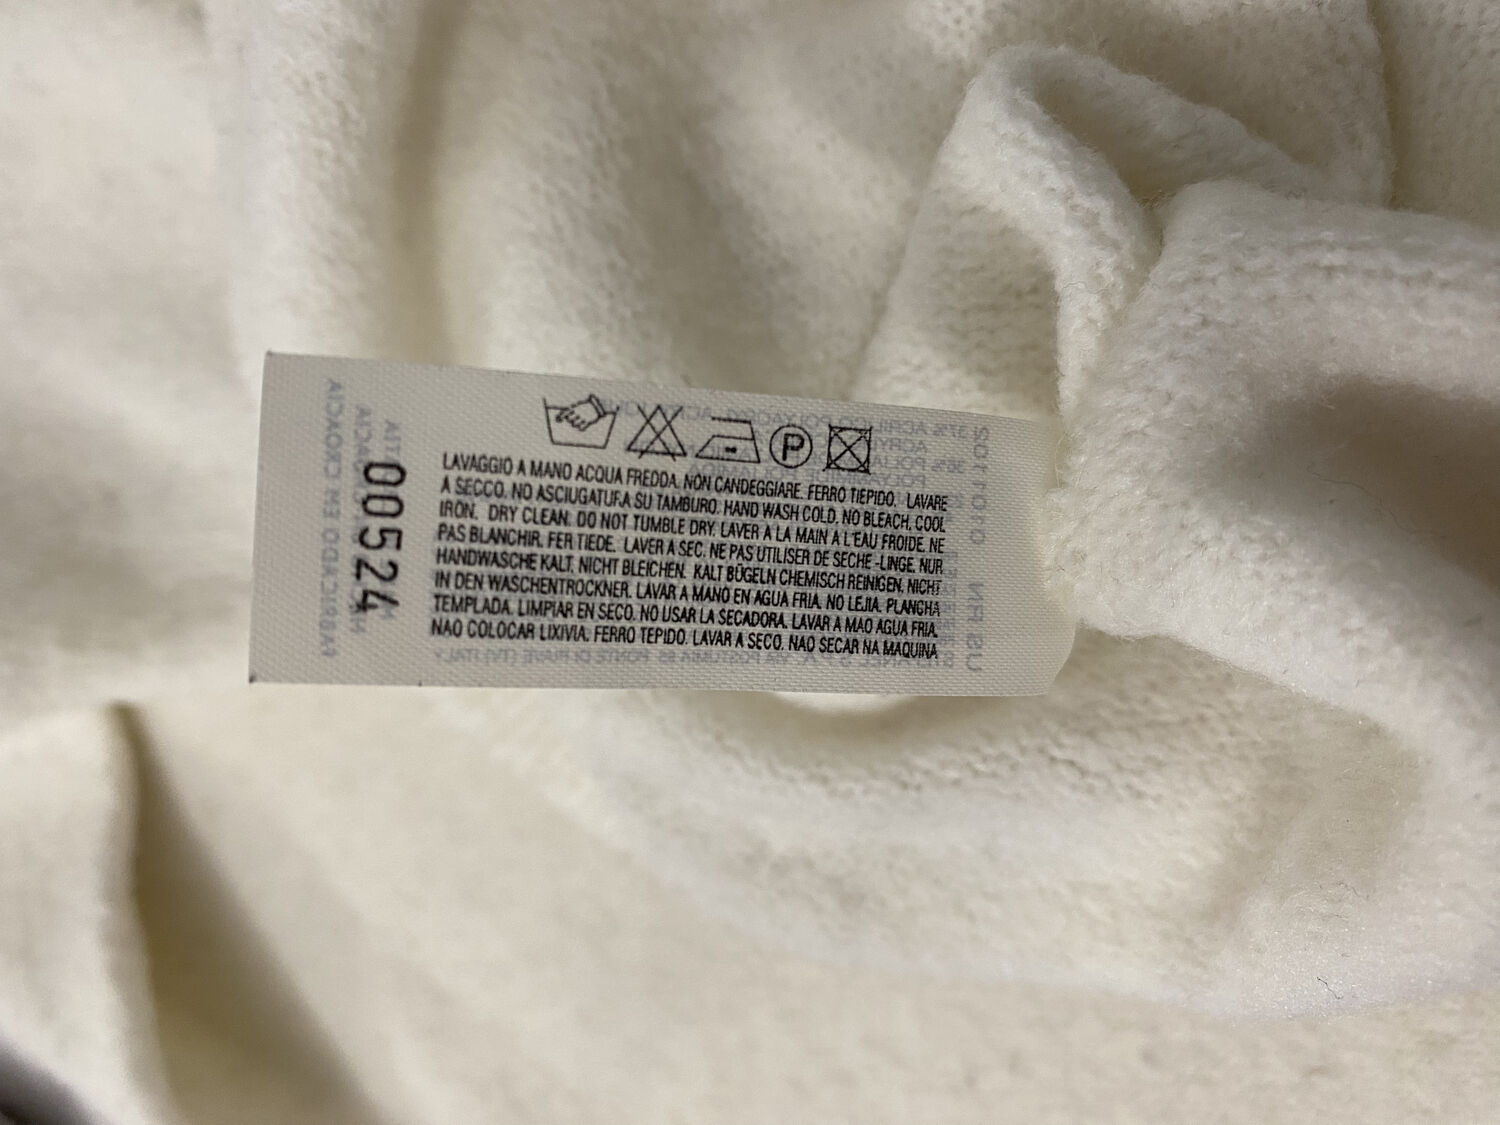 P
LAVAGGIO A MANO ACQUA FREDDA. NON CANDEGGIARE. FERRO TIEPIDO. LAVARE
A SECCO. NO ASCIUGATURA SU TAMBURO. HAND WASH COLD. NO BLEACH, COOL
IRON. DRY CLEAN. DO NOT TUMBLE DRY. LAVER A LA MAIN A L'EAU FROIDE. NE
PAS BLANCHIR. FER TIEDE. LAVER A SEC. NE PAS UTILISER DE SECHE -LINGE. NUR
HANDWASCHE KALT. NICHT BLEICHEN. KALT BÜGELN CHEMISCH REINIGEN. NICHT
IN DEN WASCHENTROCKNER. LAVAR A MANO EN AGUA FRIA. NO LEJIA. PLANCHA
TEMPLADA. LIMPIAR EN SECO. NO USAR LA SECADORA. LAVAR A MAO AGUA FRIA.
NAO COLOCAR LIXIVIA. FERRO TEPIDO. LAVAR A SECO. NAO SECAR NA MAQUINA
00524
FABRICADO EM CROACIA